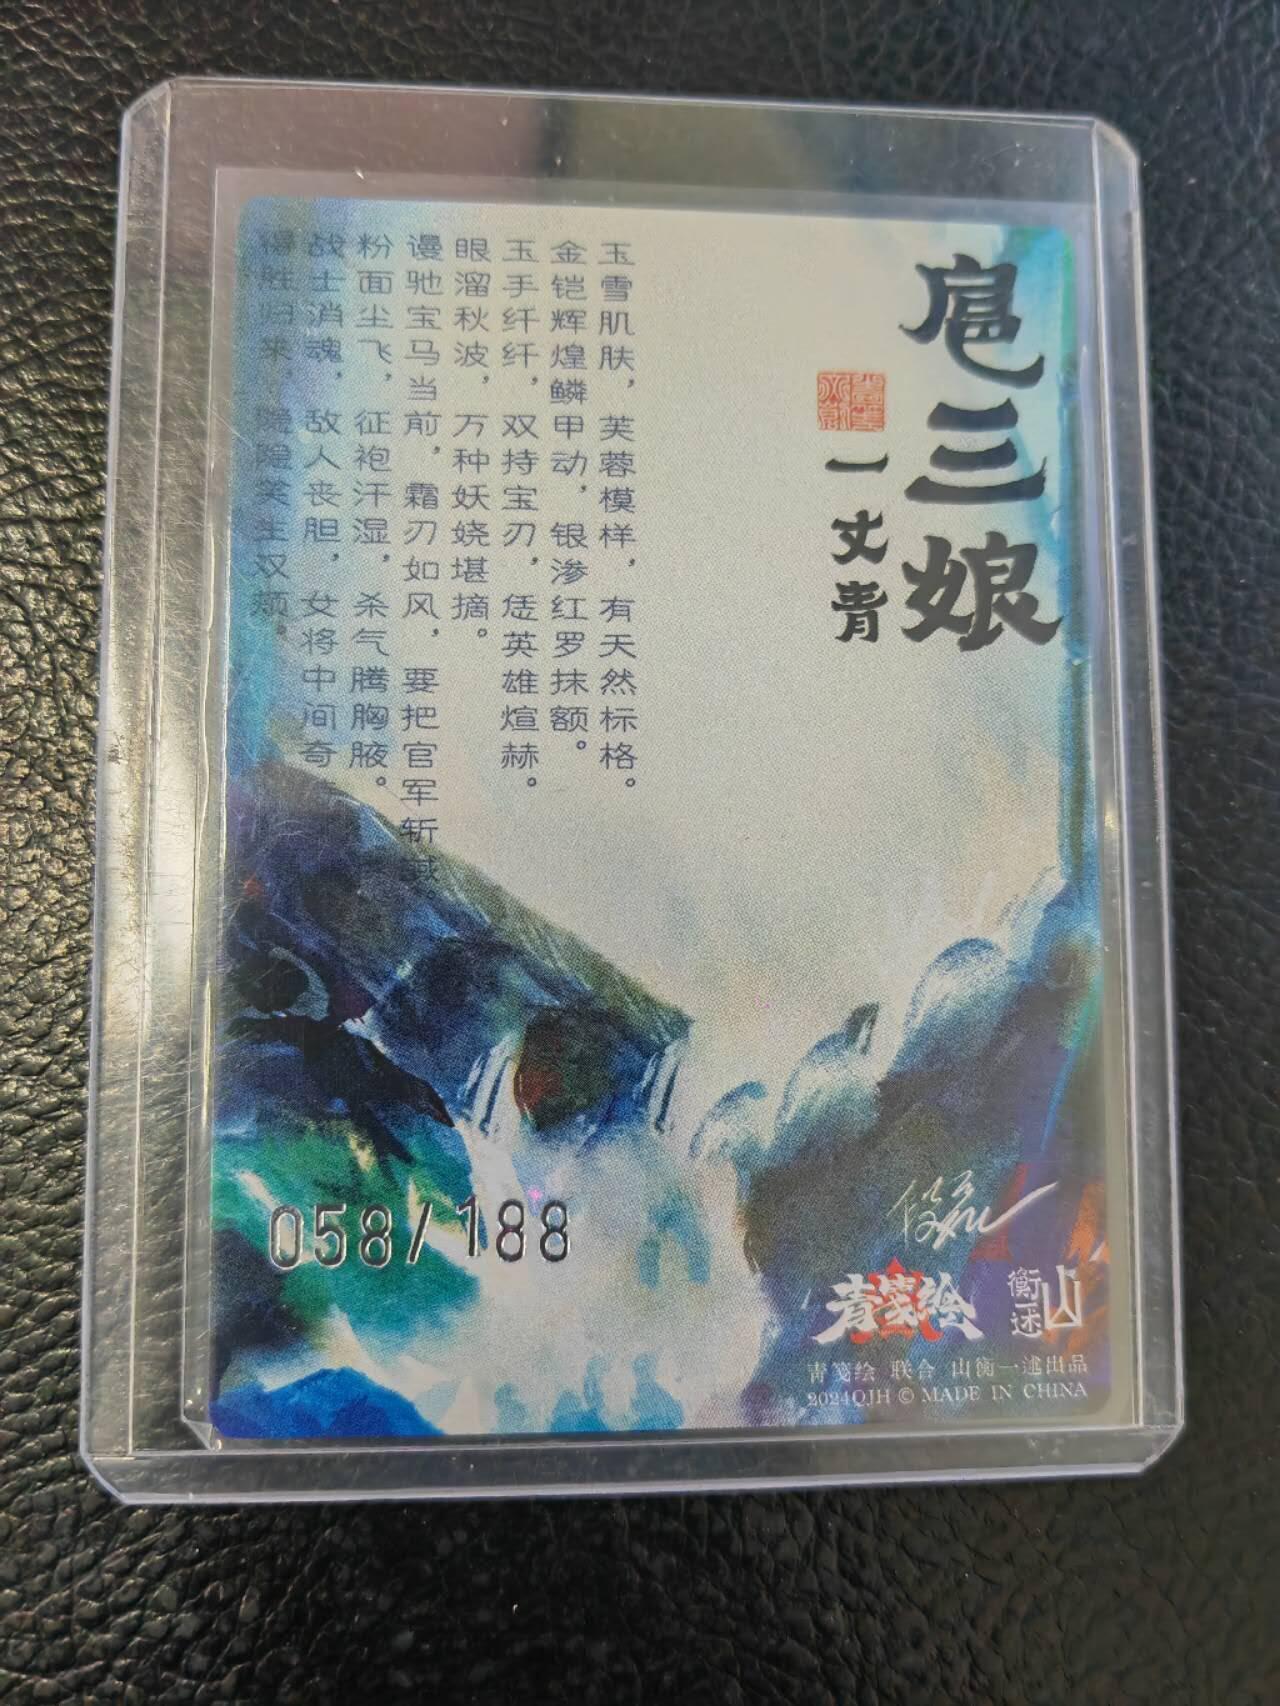 扈三娘
一丈青
玉雪肌肤，芙蓉模样，有天然标格。
金铠辉煌鳞甲动，银渗红罗抹额。
玉手纤纤，双持宝刃，恁英雄煊赫。
眼溜秋波，万种妖娆堪摘。
谩驰宝马当前，霜刃如风，要把官军斩馘
粉面尘飞，征袍汗湿，杀气腾胸腋。
战士消魂，敌人丧胆，女将中间奇
得胜归来，隐隐笑生双颊。
058/188
青笺绘
山衡一述
青笺绘 联合 山衡一述出品
2024QJH © MADE IN CHINA